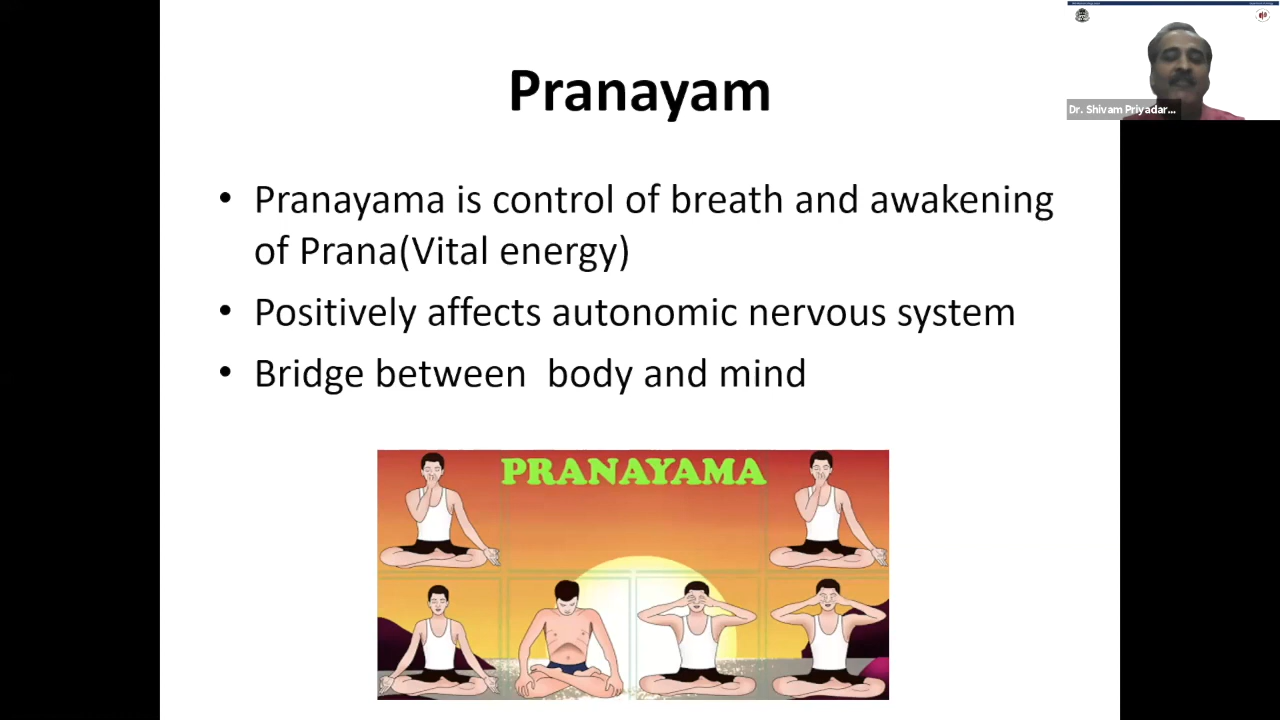 Pranayam
• Pranayama is control of breath and awakening
of Prana(Vital energy)
• Positively affects autonomic nervous system
• Bridge between  body and mind
PRANAYAMA
Dr. Shivam Priyadar...